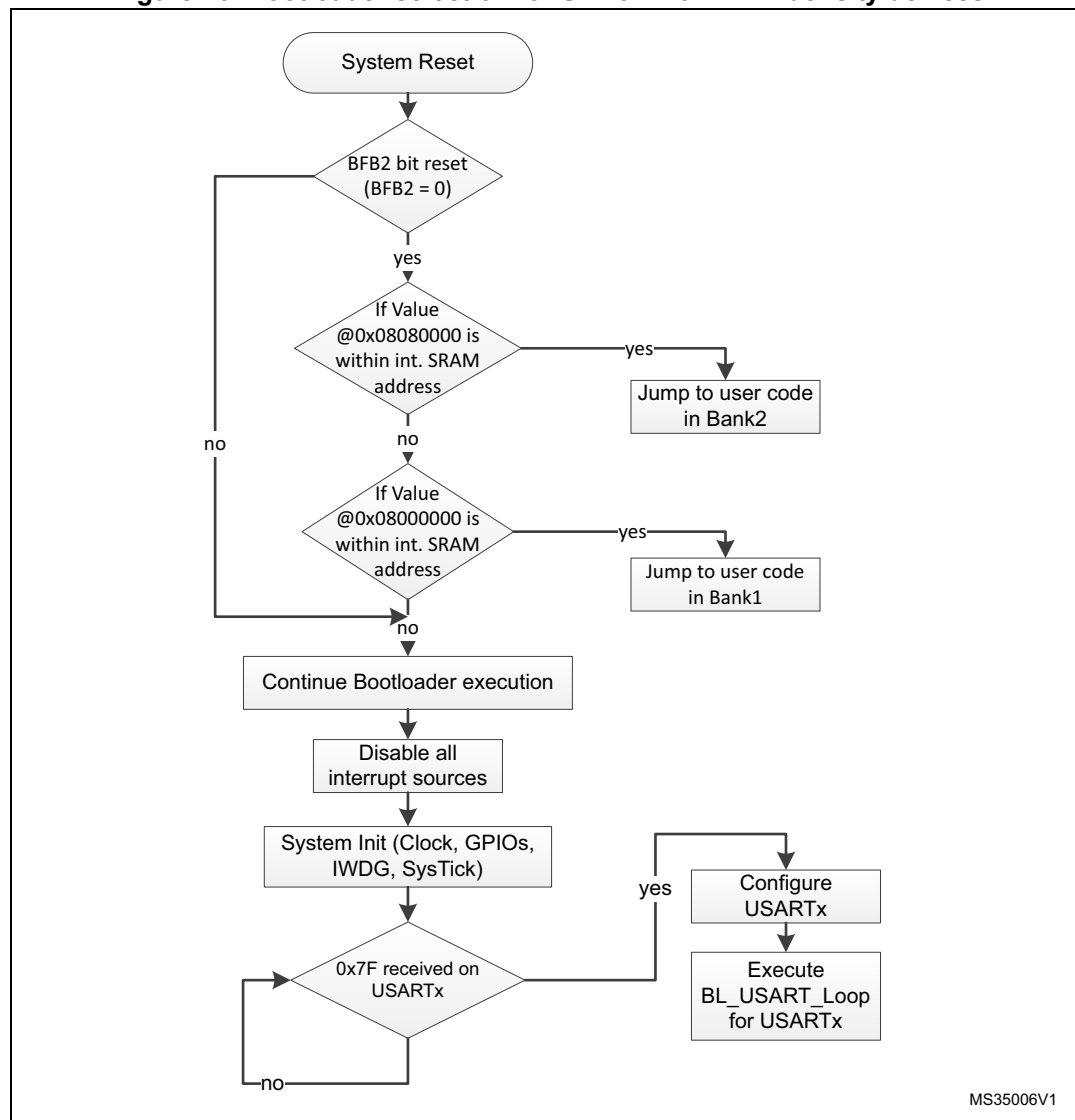 System Reset
BFB2 bit reset
(BFB2 = 0)
yes
If Value
@0x08080000 is
within int. SRAM
address
yes
Jump to user code
in Bank2
no
no
If Value
@0x08000000 is
within int. SRAM
address
yes
Jump to user code
in Bank1
no
Continue Bootloader execution
Disable all
interrupt sources
System Init (Clock, GPIOs,
IWDG, SysTick)
yes
Configure
USARTx
0x7F received on
USARTx
Execute
BL_USART_Loop
for USARTx
no
MS35006V1